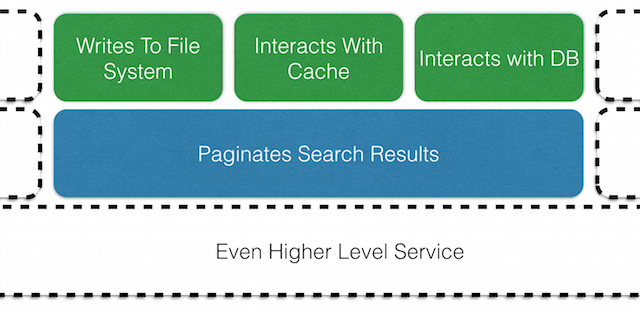 Writes To File
System
Interacts With
Cache
Interacts with DB
Paginates Search Results
Even Higher Level Service